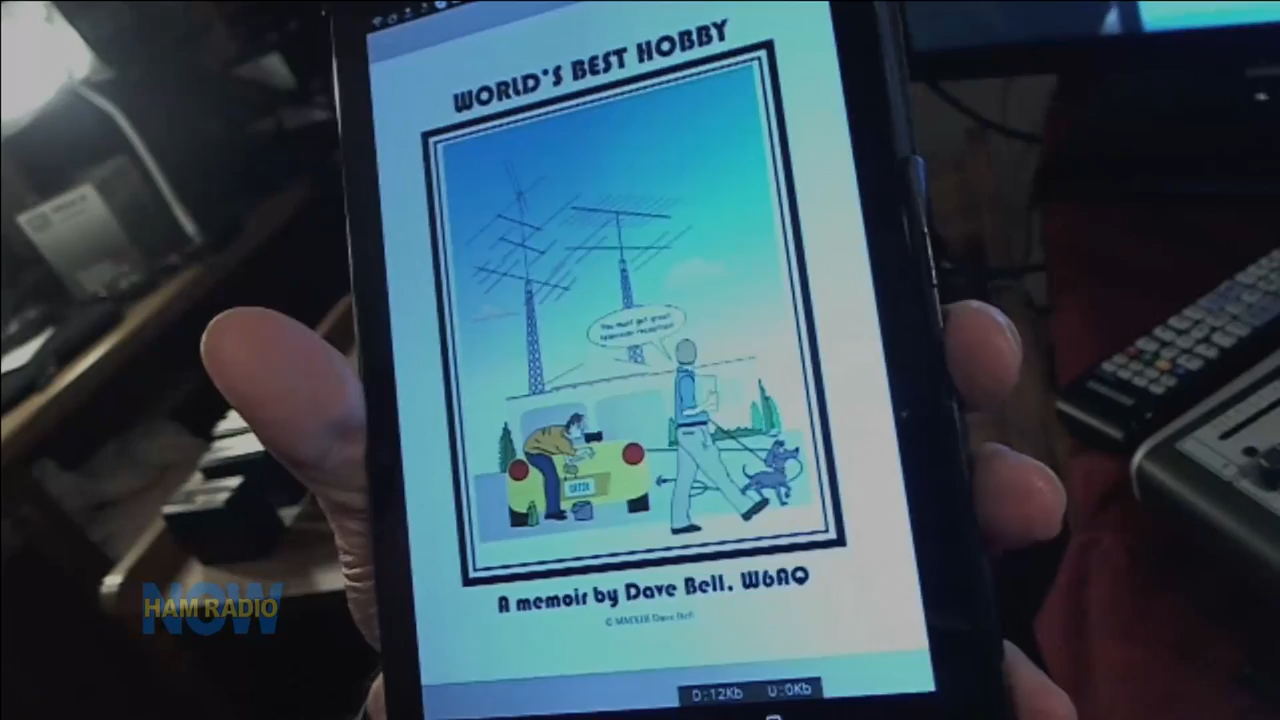 WORLD'S BEST HOBBY
You must get great
television reception!
A memoir by Dave Bell, W6AQ
Dave Bell
D:12Kb U:0Kb
HAM RADIO
NOW